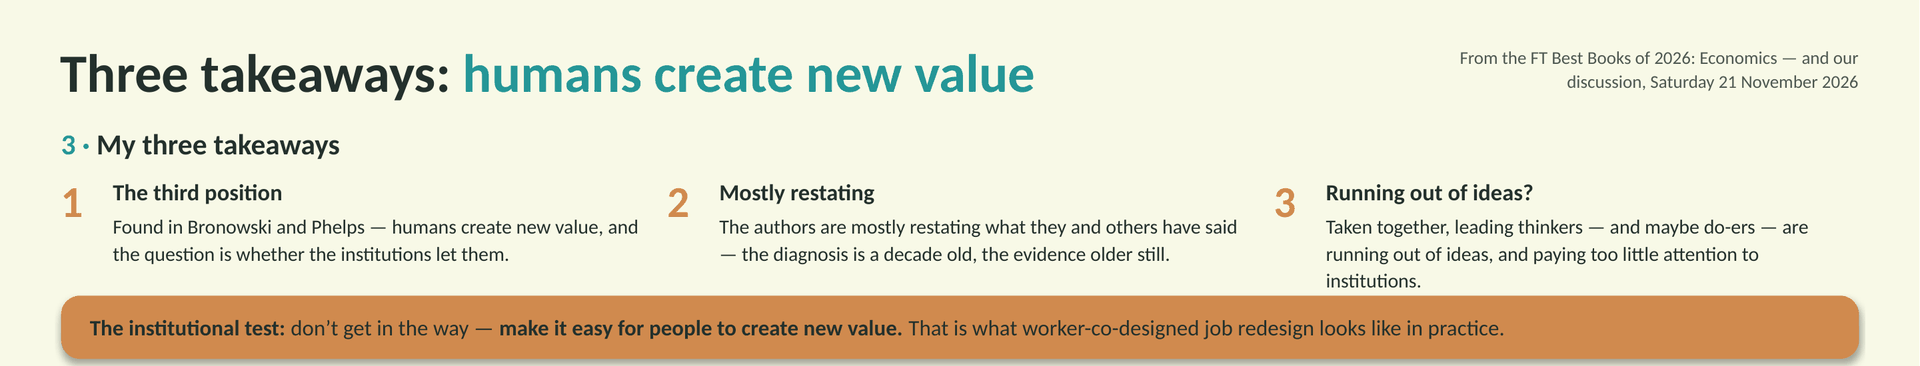 Three takeaways: humans create new value
From the FT Best Books of 2026: Economics — and our
discussion, Saturday 21 November 2026
3 · My three takeaways
1
The third position
Found in Bronowski and Phelps — humans create new value, and
the question is whether the institutions let them.
2
Mostly restating
The authors are mostly restating what they and others have said
— the diagnosis is a decade old, the evidence older still.
3
Running out of ideas?
Taken together, leading thinkers — and maybe do-ers — are
running out of ideas, and paying too little attention to
institutions.
The institutional test: don’t get in the way — make it easy for people to create new value. That is what worker-co-designed job redesign looks like in practice.